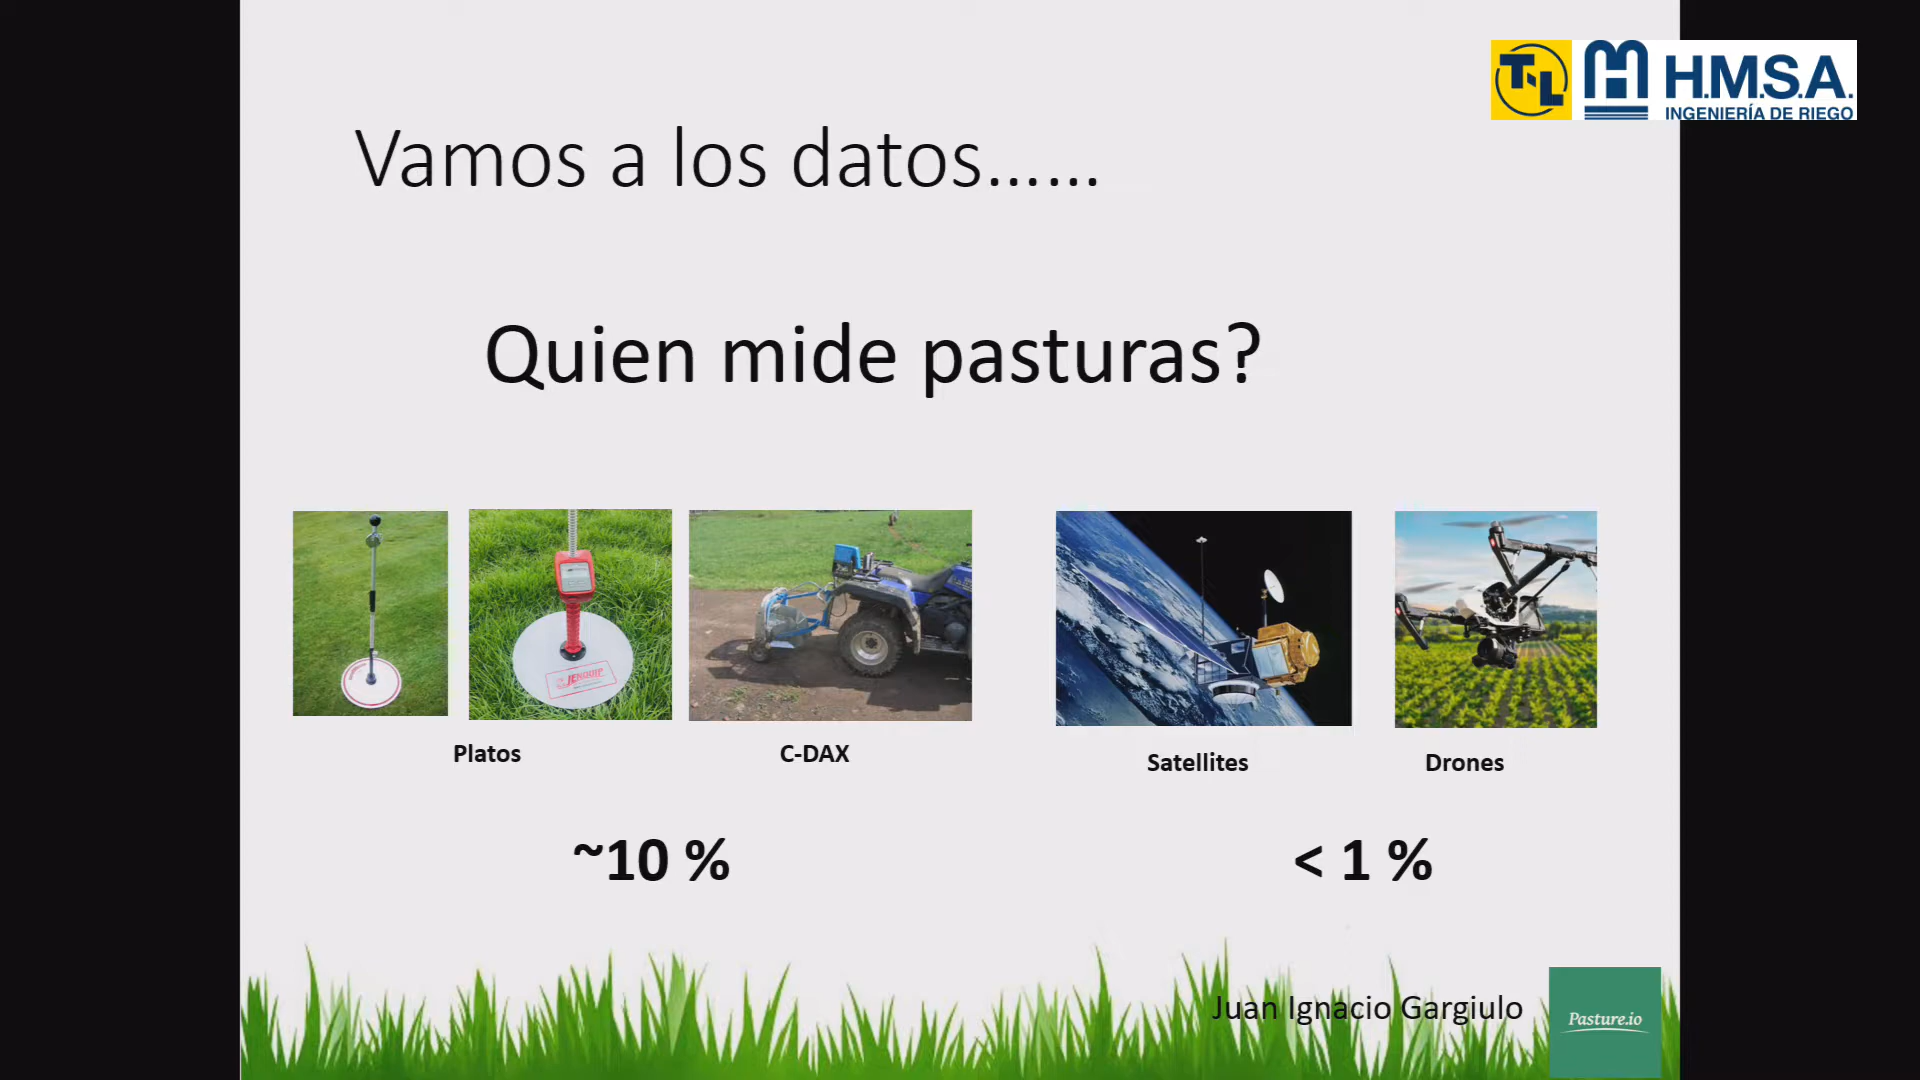 T-L
H.M.S.A.
INGENIERÍA DE RIEGO
Vamos a los datos……
Quien mide pasturas?
JENQUIP
Platos
C-DAX
Satellites
Drones
~10 %
< 1 %
Juan Ignacio Gargiulo
Pasture.io